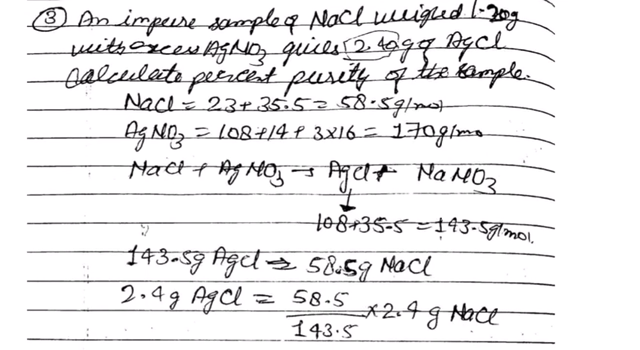 ③ An impure sample of NaCl weighed 1.20g
with excess AgNO₃ gives 2.40g of AgCl
Calculate percent purity of the sample.
NaCl = 23+35.5 = 58.5g/mol
AgNO₃ = 108+14+3×16 = 170g/mo
NaCl + AgNO₃ → AgCl + NaNO₃
↓
108+35.5 = 143.5g/mol.
143.5g AgCl ⇒ 58.5g NaCl
2.4g AgCl = 58.5/143.5 × 2.4 g NaCl